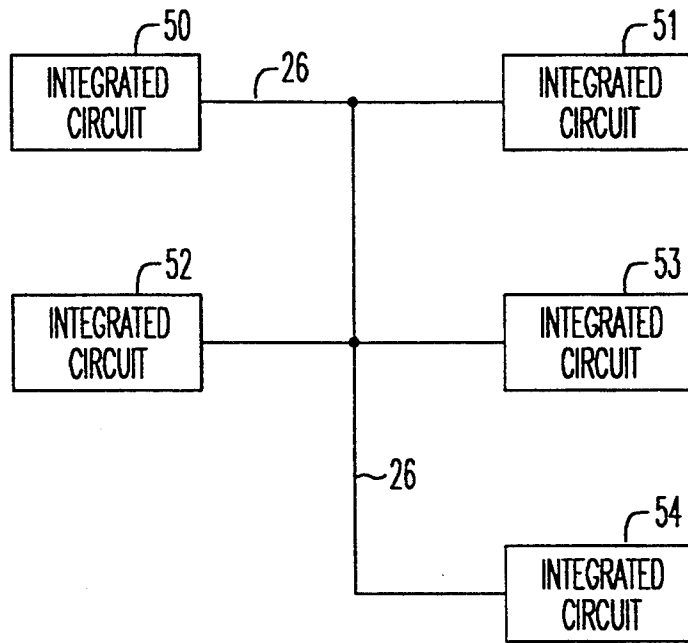 50
INTEGRATED
CIRCUIT
26
51
INTEGRATED
CIRCUIT
52
INTEGRATED
CIRCUIT
53
INTEGRATED
CIRCUIT
26
54
INTEGRATED
CIRCUIT